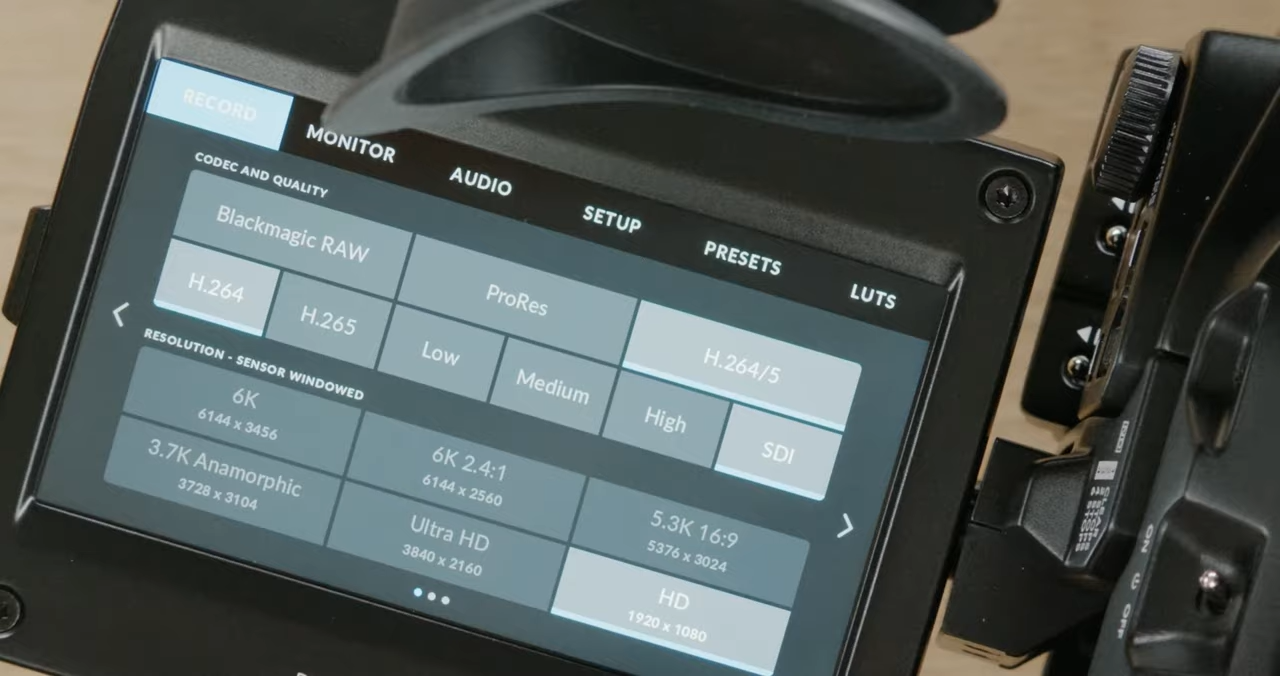 RECORD
MONITOR
AUDIO
SETUP
PRESETS
LUTS
CODEC AND QUALITY
Blackmagic RAW
ProRes
H.264/5
H.264
H.265
Low
Medium
High
SDI
RESOLUTION - SENSOR WINDOWED
6K
6144 x 3456
6K 2.4:1
6144 x 2560
5.3K 16:9
5376 x 3024
3.7K Anamorphic
3728 x 3104
Ultra HD
3840 x 2160
HD
1920 x 1080
ON
OFF